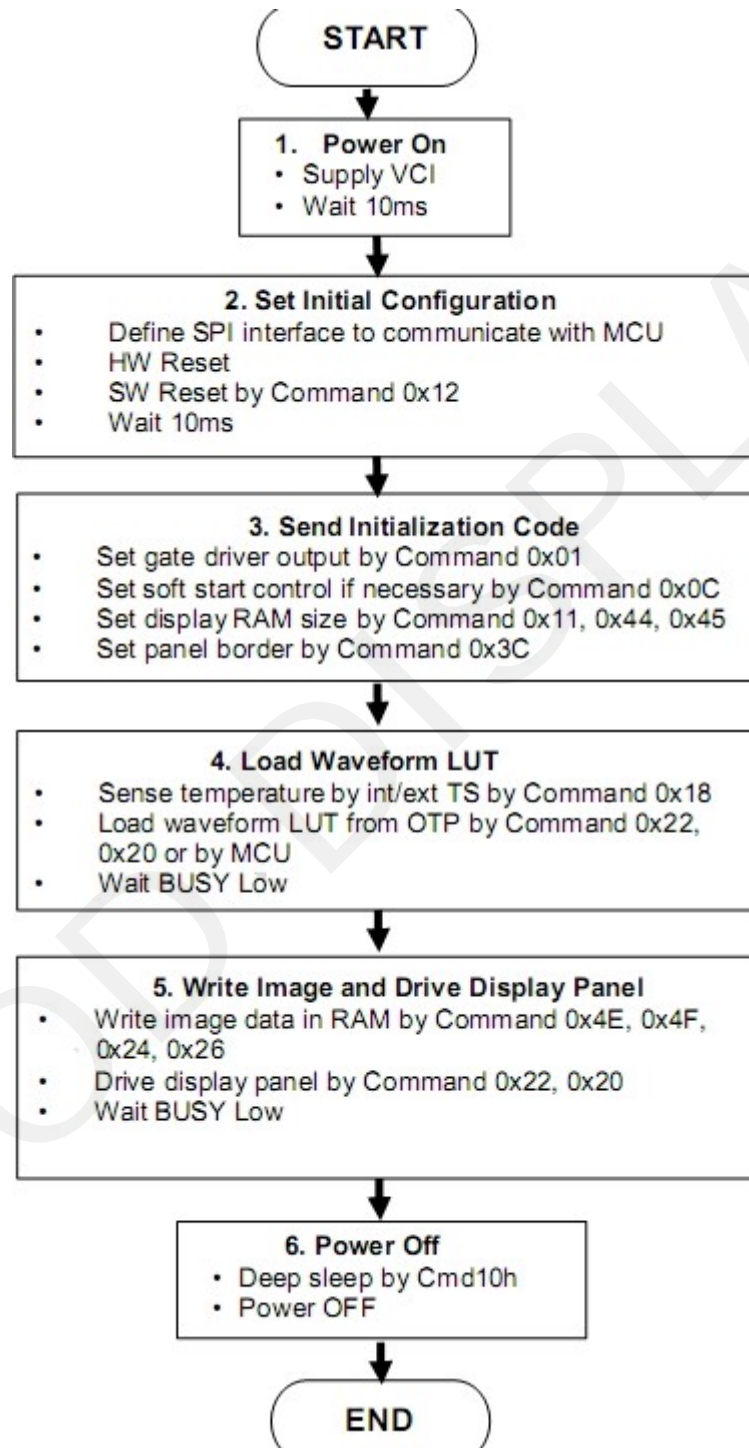 START
1. Power On
• Supply VCI
• Wait 10ms
2. Set Initial Configuration
• Define SPI interface to communicate with MCU
• HW Reset
• SW Reset by Command 0x12
• Wait 10ms
3. Send Initialization Code
• Set gate driver output by Command 0x01
• Set soft start control if necessary by Command 0x0C
• Set display RAM size by Command 0x11, 0x44, 0x45
• Set panel border by Command 0x3C
4. Load Waveform LUT
• Sense temperature by int/ext TS by Command 0x18
• Load waveform LUT from OTP by Command 0x22,
0x20 or by MCU
• Wait BUSY Low
5. Write Image and Drive Display Panel
• Write image data in RAM by Command 0x4E, 0x4F,
0x24, 0x26
• Drive display panel by Command 0x22, 0x20
• Wait BUSY Low
6. Power Off
• Deep sleep by Cmd10h
• Power OFF
END
OD DISPLA